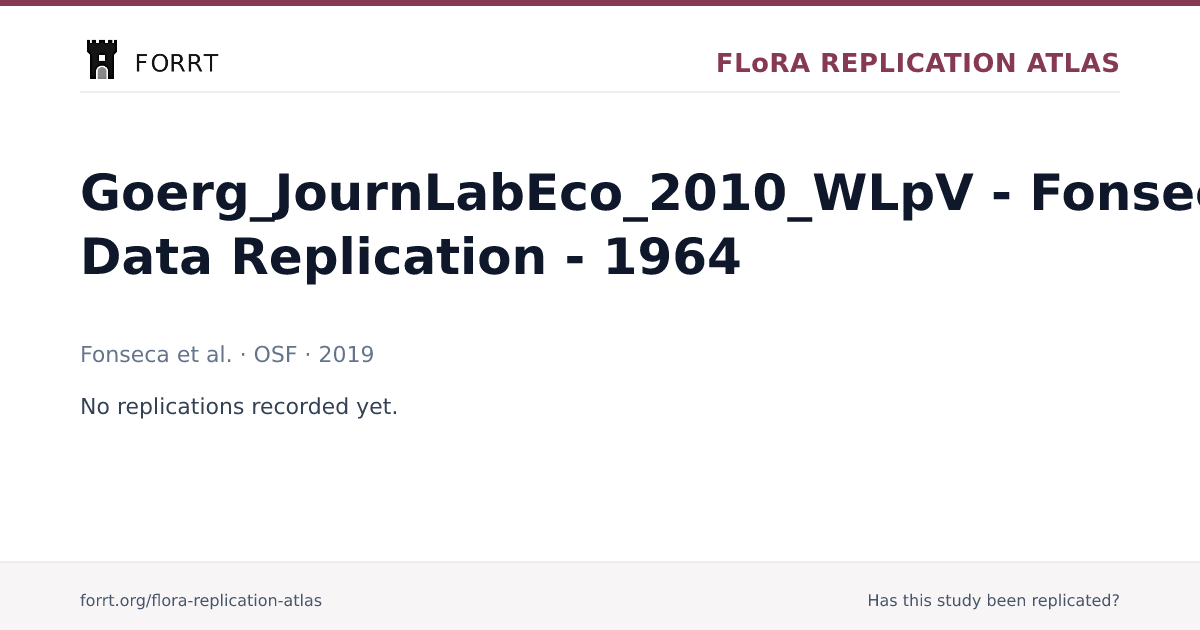 FORRT
FLoRA REPLICATION ATLAS
Goerg_JournLabEco_2010_WLpV - Fonsec
Data Replication - 1964
Fonseca et al. · OSF · 2019
No replications recorded yet.
forrt.org/flora-replication-atlas
Has this study been replicated?